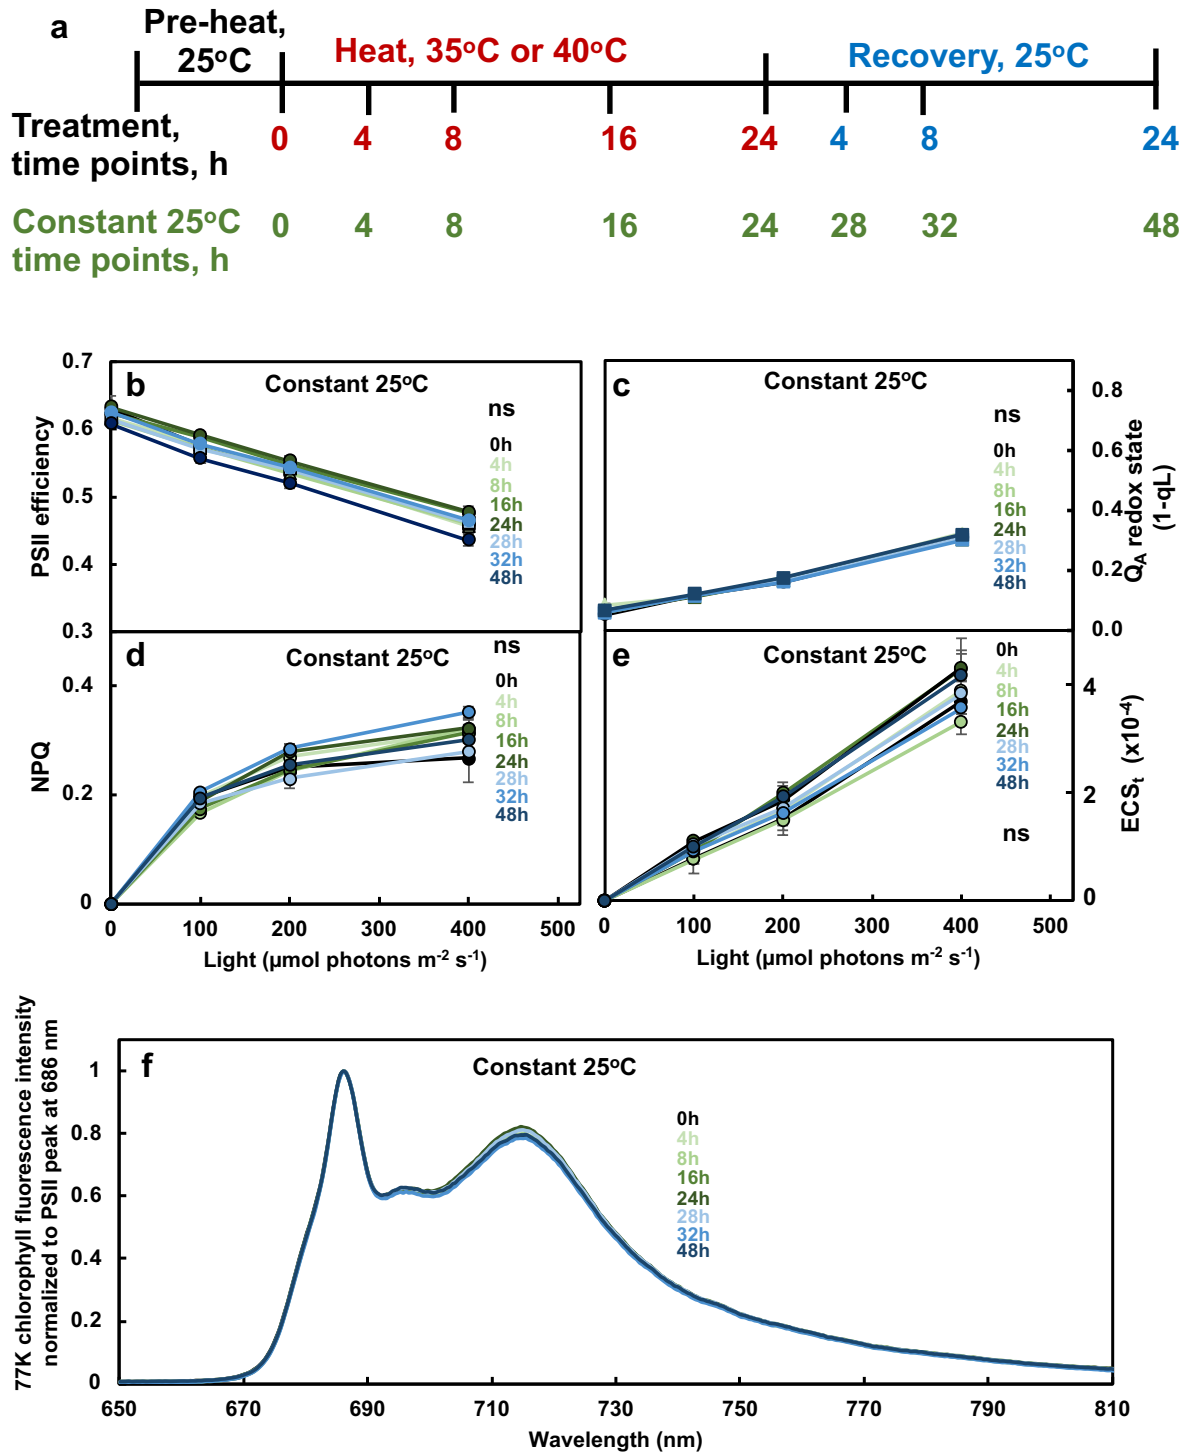 a
Pre-heat,
25°C
Heat, 35°C or 40°C
Recovery, 25°C
Treatment,
time points, h
0 4 8 16 24 4 8 24
Constant 25°C
time points, h
0 4 8 16 24 28 32 48
b
Constant 25°C
ns
0h
4h
8h
16h
24h
28h
32h
48h
PSII efficiency
0.7
0.6
0.5
0.4
0.3
c
Constant 25°C
ns
0h
4h
8h
16h
24h
28h
32h
48h
0.8
0.6
0.4
0.2
0.0
QA redox state
(1-qL)
d
Constant 25°C
ns
0h
4h
8h
16h
24h
28h
32h
48h
NPQ
0.4
0.2
0
0 100 200 300 400 500
Light (µmol photons m-2 s-1)
e
Constant 25°C
0h
4h
8h
16h
24h
28h
32h
48h
ns
4
2
0
ECSt (x10-4)
0 100 200 300 400 500
Light (µmol photons m-2 s-1)
77K chlorophyll fluorescence intensity
normalized to PSII peak at 686 nm
f
Constant 25°C
0h
4h
8h
16h
24h
28h
32h
48h
1
0.8
0.6
0.4
0.2
0
650 670 690 710 730 750 770 790 810
Wavelength (nm)